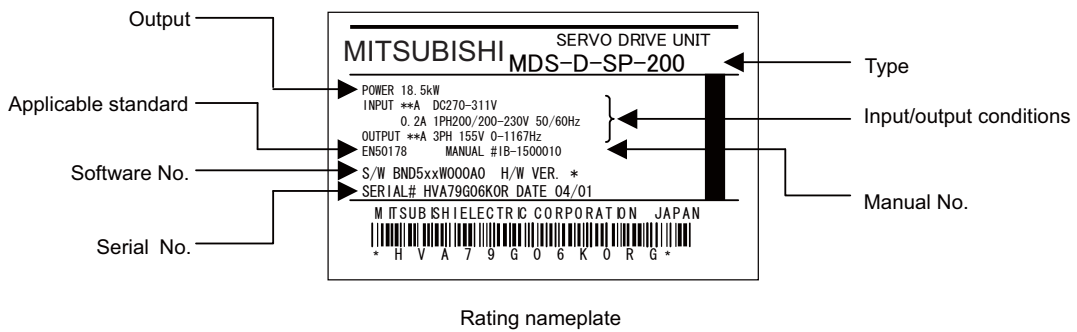 Output
Applicable standard
Software No.
Serial No.
MITSUBISHI
SERVO DRIVE UNIT
MDS-D-SP-200
POWER 18.5kW
INPUT **A DC270-311V
0.2A 1PH200/200-230V 50/60Hz
OUTPUT **A 3PH 155V 0-1167Hz
EN50178 MANUAL #IB-1500010
S/W BND5xxW000A0 H/W VER. *
SERIAL# HVA79G06K0R DATE 04/01
MITSUBISHI ELECTRIC CORPORATION JAPAN
* H V A 7 9 G 0 6 K 0 R G *
Type
Input/output conditions
Manual No.
Rating nameplate